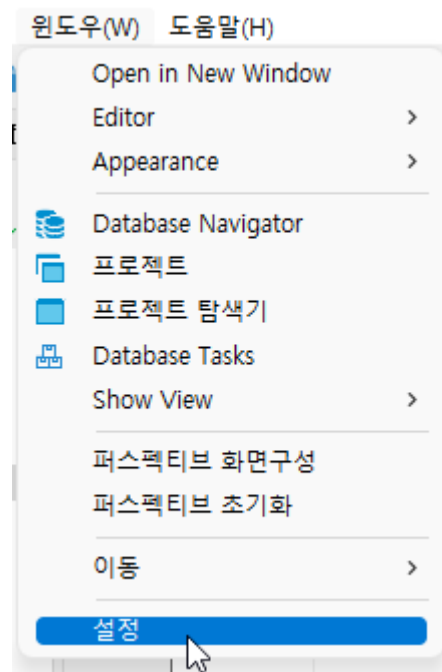 윈도우(W) 도움말(H)
Open in New Window
Editor
Appearance
Database Navigator
프로젝트
프로젝트 탐색기
Database Tasks
Show View
퍼스펙티브 화면구성
퍼스펙티브 초기화
이동
설정